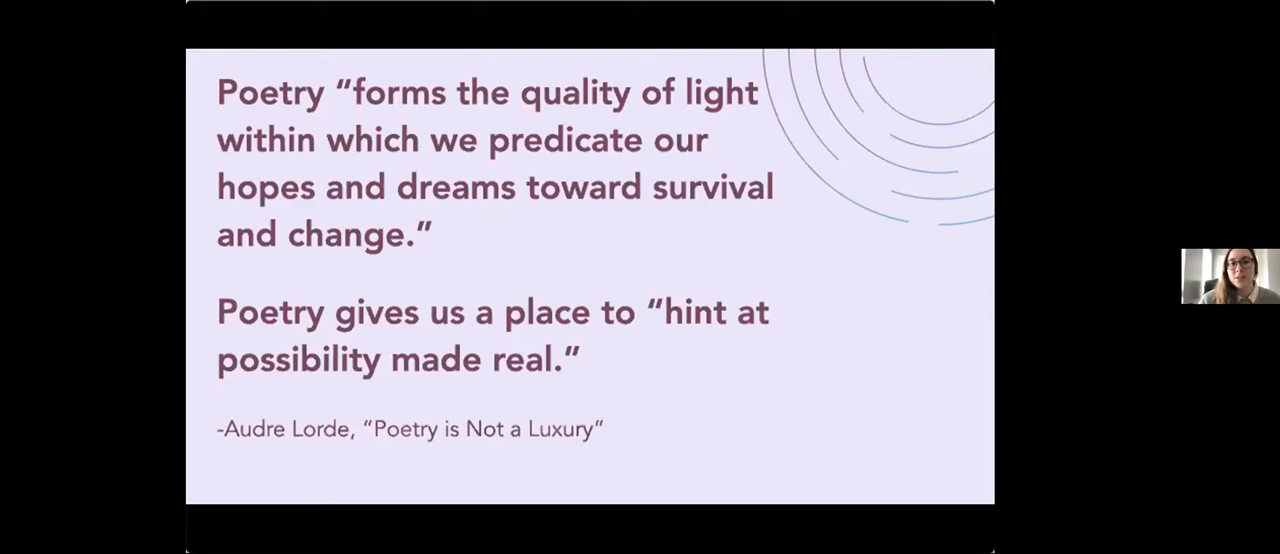 Poetry “forms the quality of light
within which we predicate our
hopes and dreams toward survival
and change.”
Poetry gives us a place to “hint at
possibility made real.”
-Audre Lorde, “Poetry is Not a Luxury”